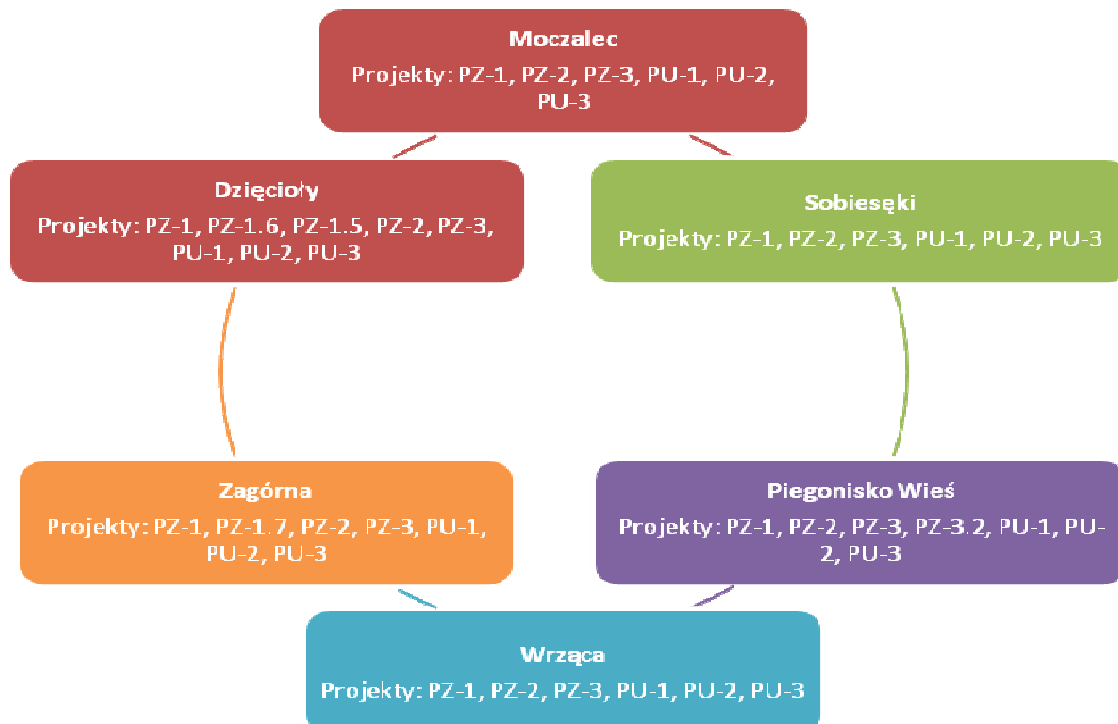 Moczalec
Projekty: PZ-1, PZ-2, PZ-3, PU-1, PU-2,
PU-3
Dzięcioły
Projekty: PZ-1, PZ-1.6, PZ-1.5, PZ-2, PZ-3,
PU-1, PU-2, PU-3
Sobiesęki
Projekty: PZ-1, PZ-2, PZ-3, PU-1, PU-2, PU-3
Zagórna
Projekty: PZ-1, PZ-1.7, PZ-2, PZ-3, PU-1,
PU-2, PU-3
Piegonisko Wieś
Projekty: PZ-1, PZ-2, PZ-3, PZ-3.2, PU-1, PU-
2, PU-3
Wrząca
Projekty: PZ-1, PZ-2, PZ-3, PU-1, PU-2, PU-3